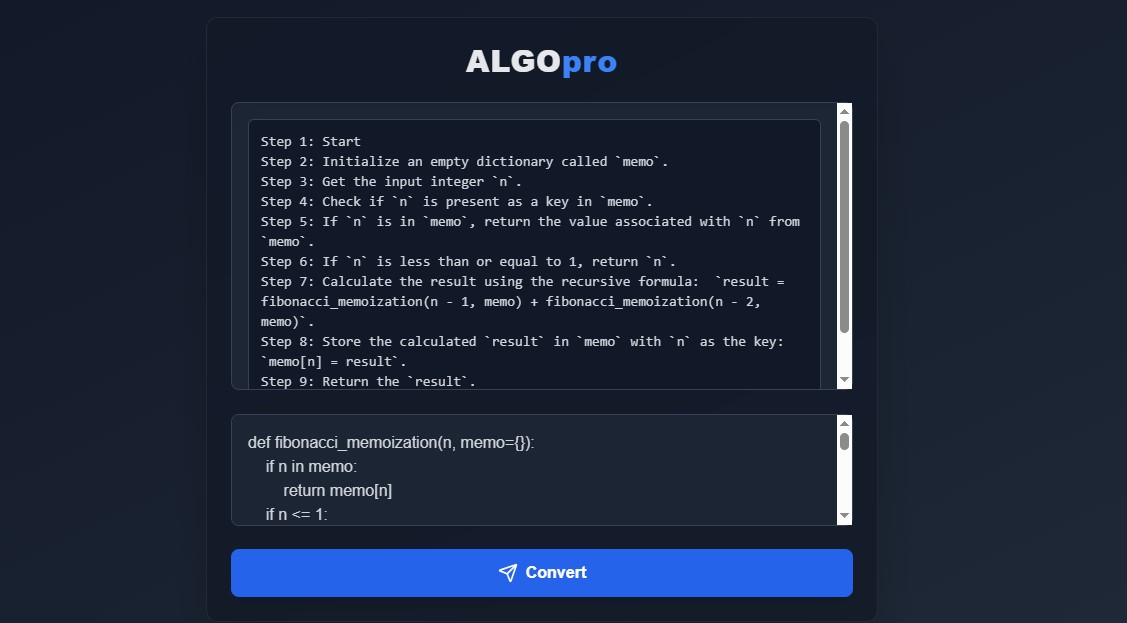 ALGOpro
Step 1: Start
Step 2: Initialize an empty dictionary called `memo`.
Step 3: Get the input integer `n`.
Step 4: Check if `n` is present as a key in `memo`.
Step 5: If `n` is in `memo`, return the value associated with `n` from
`memo`.
Step 6: If `n` is less than or equal to 1, return `n`.
Step 7: Calculate the result using the recursive formula:  `result =
fibonacci_memoization(n - 1, memo) + fibonacci_memoization(n - 2,
memo)`.
Step 8: Store the calculated `result` in `memo` with `n` as the key:
`memo[n] = result`.
Step 9: Return the `result`.
def fibonacci_memoization(n, memo={}):
    if n in memo:
        return memo[n]
    if n <= 1:
Convert